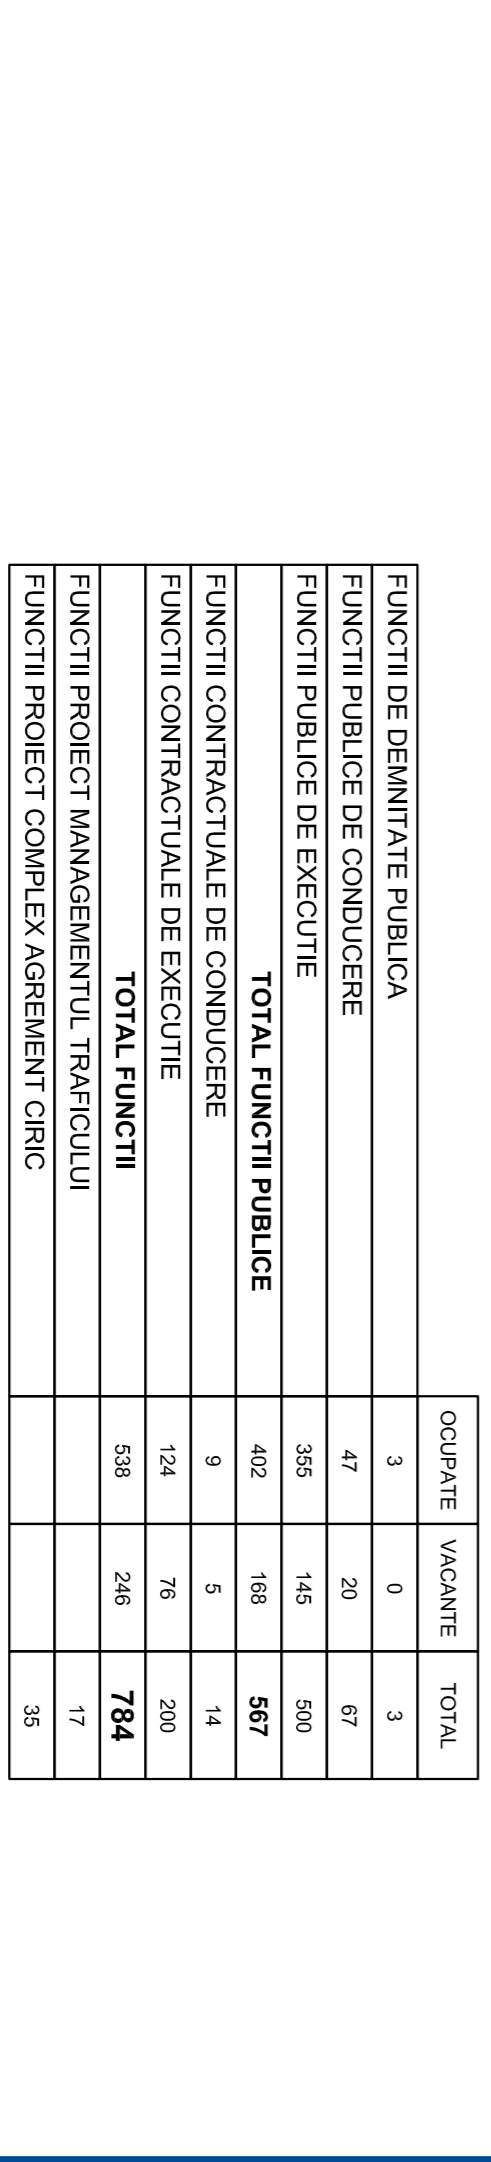 OCUPATE VACANTE TOTAL
FUNCTII DE DEMNITATE PUBLICA 3 0 3
FUNCTII PUBLICE DE CONDUCERE 47 20 67
FUNCTII PUBLICE DE EXECUTIE 355 145 500
TOTAL FUNCTII PUBLICE 402 168 567
FUNCTII CONTRACTUALE DE CONDUCERE 9 5 14
FUNCTII CONTRACTUALE DE EXECUTIE 124 76 200
TOTAL FUNCTII 538 246 784
FUNCTII PROIECT MANAGEMENTUL TRAFICULUI 17
FUNCTII PROIECT COMPLEX AGREMENT CIRIC 35